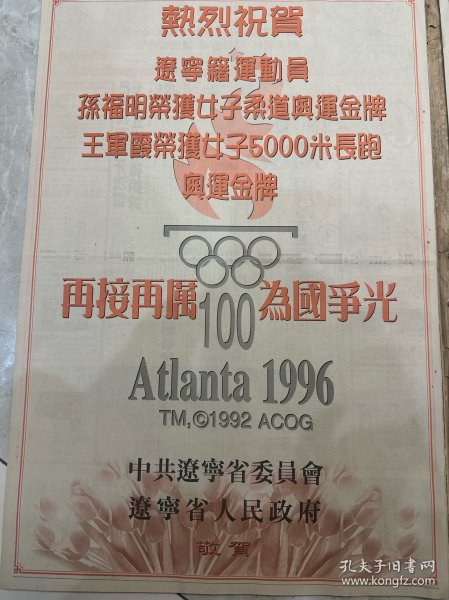 熱烈祝賀
遼寧籍運動員
孫福明榮獲女子柔道奧運金牌
王軍霞榮獲女子5000米長跑
奧運金牌
再接再厲 為國爭光
100
Atlanta 1996
TM,©1992 ACOG
中共遼寧省委員會
遼寧省人民政府
敬賀
孔夫子旧书网
www.kongfz.com